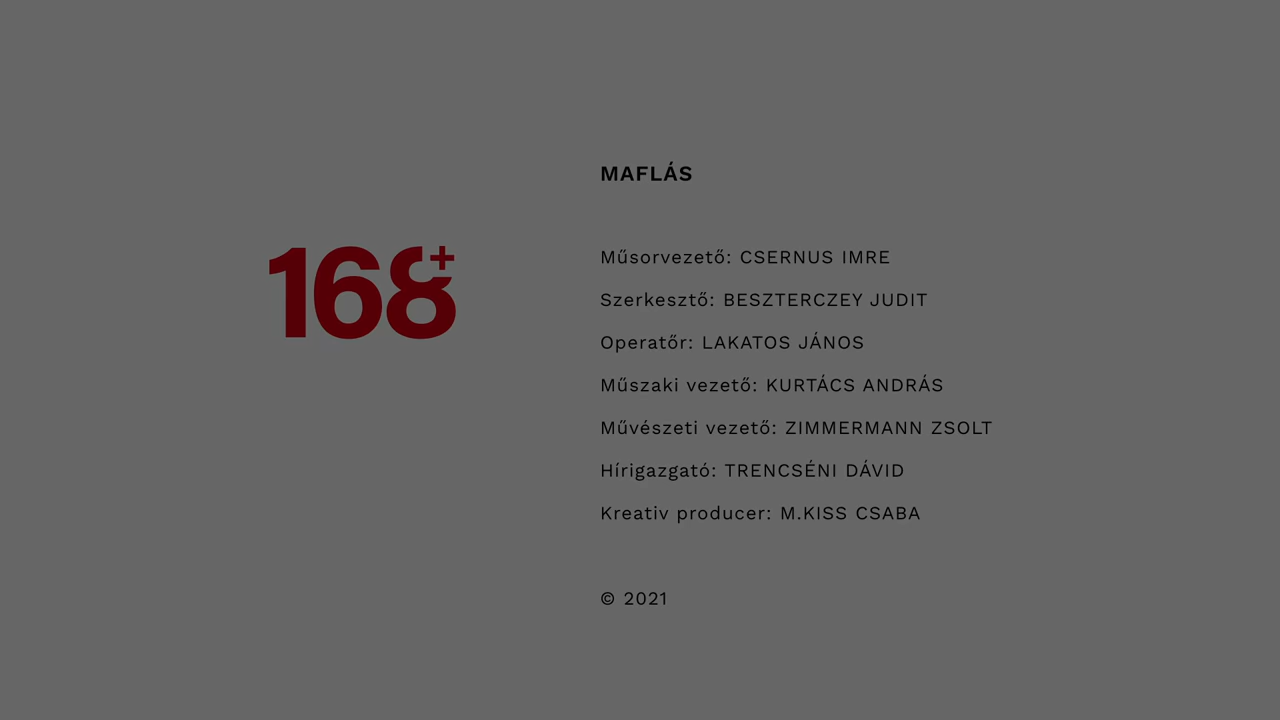 MAFLÁS
168+
Műsorvezető: CSERNUS IMRE
Szerkesztő: BESZTERCZEY JUDIT
Operatőr: LAKATOS JÁNOS
Műszaki vezető: KURTÁCS ANDRÁS
Művészeti vezető: ZIMMERMANN ZSOLT
Hírigazgató: TRENCSÉNI DÁVID
Kreativ producer: M.KISS CSABA
© 2021